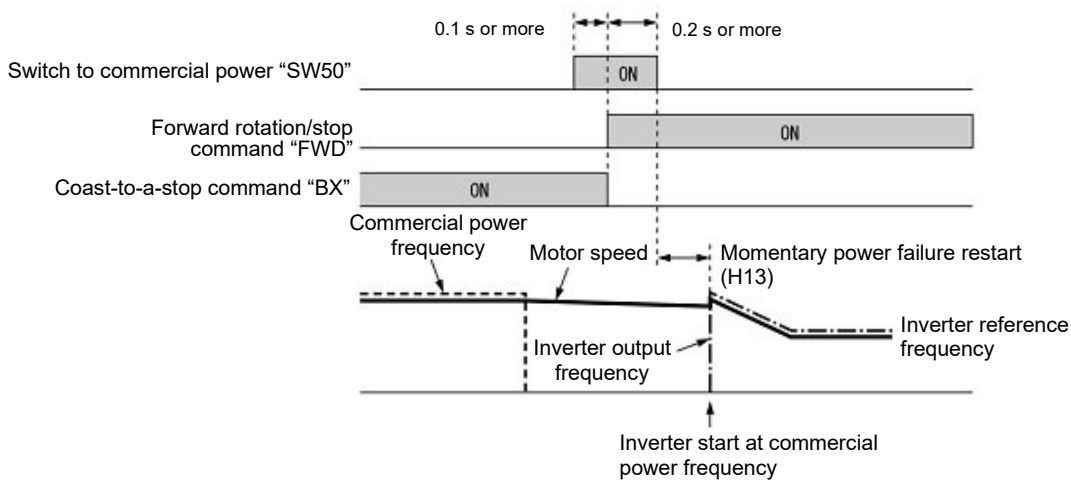 0.1 s or more
0.2 s or more
Switch to commercial power “SW50”
ON
Forward rotation/stop
command “FWD”
ON
Coast-to-a-stop command “BX”
ON
Commercial power
frequency
Motor speed
Momentary power failure restart
(H13)
Inverter output
frequency
Inverter reference
frequency
Inverter start at commercial
power frequency